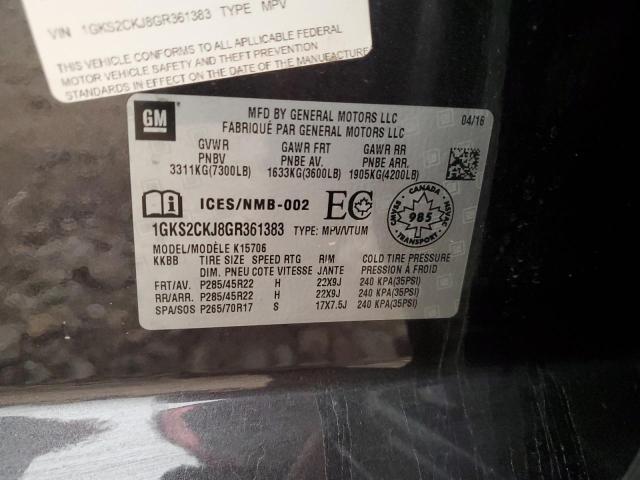 VIN 1GKS2CKJ8GR361383 TYPE MPV
THIS VEHICLE CONFORMS TO ALL APLLICABLE FEDERAL
MOTOR VEHICLE SAFETY, AND THEFT PREVENTION
STANDARDS IN EFFECT ON THE DATE OF THE MANUFACTURE
GM
MFD BY GENERAL MOTORS LLC
FABRIQUÉ PAR GENERAL MOTORS LLC
04/16
GVWR GAWR FRT GAWR RR
PNBV PNBE AV. PNBE ARR.
3311KG(7300LB) 1633KG(3600LB) 1905KG(4200LB)
ICES/NMB-002 EC
CANADA
CMVSS 985 NSVAC
TRANSPORT
1GKS2CKJ8GR361383 TYPE: MPV/VTUM
MODEL/MODÈLE K15706
KKBB TIRE SIZE SPEED RTG R/M COLD TIRE PRESSURE
DIM. PNEU COTE VITESSE JANTE PRESSION À FROID
FRT/AV. P285/45R22 H 22X9J 240 KPA(35PSI)
RR/ARR. P285/45R22 H 22X9J 240 KPA(35PSI)
SPA/SOS P265/70R17 S 17X7.5J 240 KPA(35PSI)